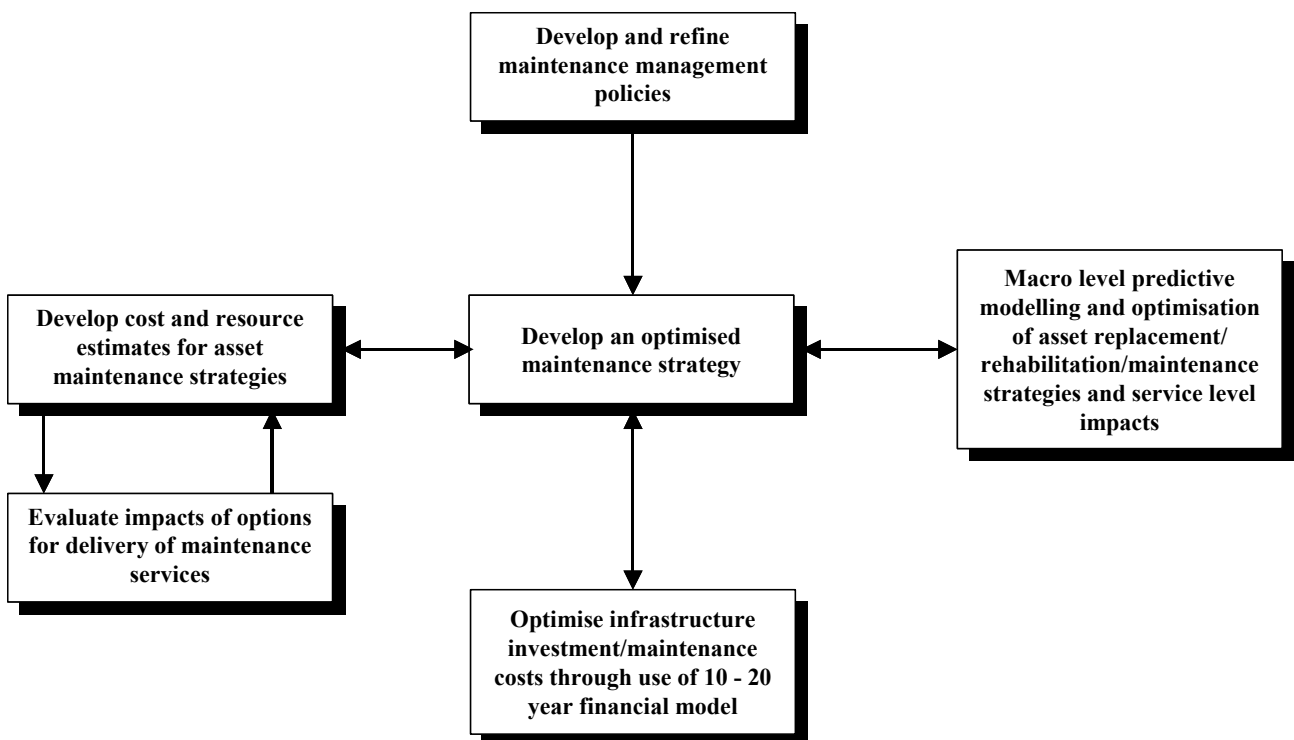 Develop and refine
maintenance management
policies
Develop cost and resource
estimates for asset
maintenance strategies
Develop an optimised
maintenance strategy
Macro level predictive
modelling and optimisation
of asset replacement/
rehabilitation/maintenance
strategies and service level
impacts
Evaluate impacts of options
for delivery of maintenance
services
Optimise infrastructure
investment/maintenance
costs through use of 10 - 20
year financial model